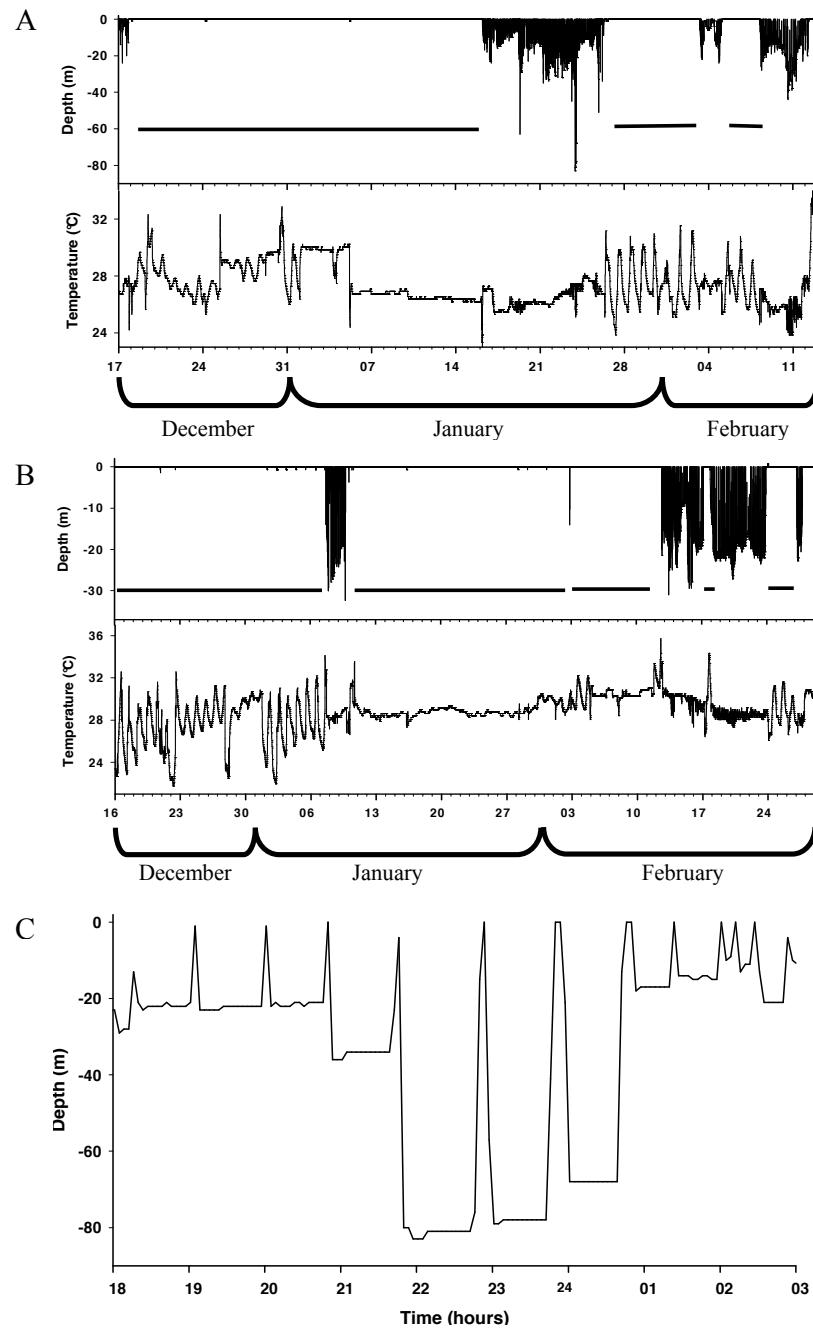 A
0
-20
-40
-60
-80
Depth (m)
32
28
24
Temperature (°C)
17 24 31 07 14 21 28 04 11
December January February
B
0
-10
-20
-30
Depth (m)
36
32
28
24
Temperature (°C)
16 23 30 06 13 20 27 03 10 17 24
December January February
C
0
-20
-40
-60
-80
Depth (m)
18 19 20 21 22 23 24 01 02 03
Time (hours)